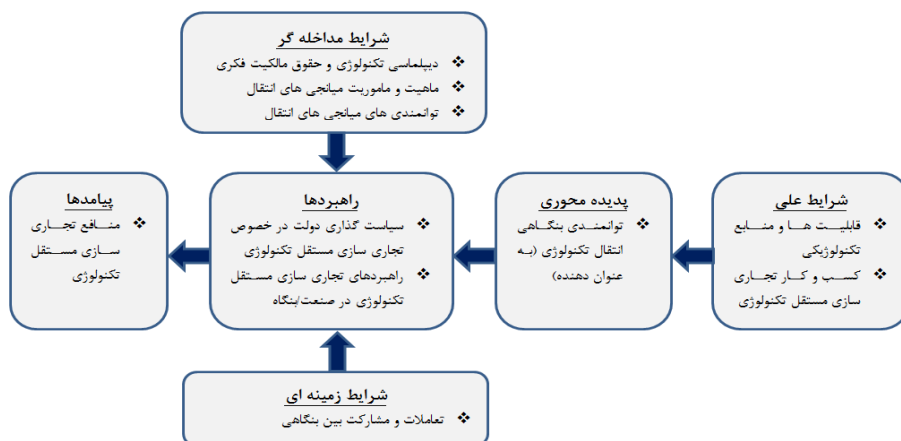 شرایط مداخله گر
دیپلماسی تکنولوژی و حقوق مالکیت فکری
ماهیت و ماموریت میانجی های انتقال
توانمندی های میانجی های انتقال
شرایط علی
قابلیت ها و منابع
تکنولوژیکی
کسب و کار تجاری
سازی مستقل تکنولوژی
پدیده محوری
توانمندی بنگاهی
انتقال تکنولوژی (به
عنوان دهنده)
راهبردها
سیاست گذاری دولت در خصوص
تجاری سازی مستقل تکنولوژی
راهبردهای تجاری سازی مستقل
تکنولوژی در صنعت/بنگاه
پیامدها
منافع تجاری
سازی مستقل
تکنولوژی
شرایط زمینه ای
تعاملات و مشارکت بین بنگاهی